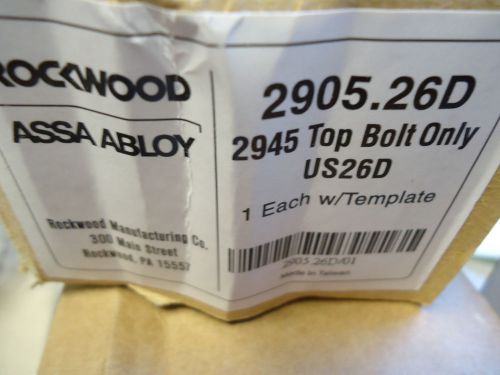 ROCKWOOD
ASSA ABLOY
Rockwood Manufacturing Co.
300 Main Street
Rockwood, PA 15557
2905.26D
2945 Top Bolt Only
US26D
1 Each w/Template
2905.26D/01
Made in Taiwan